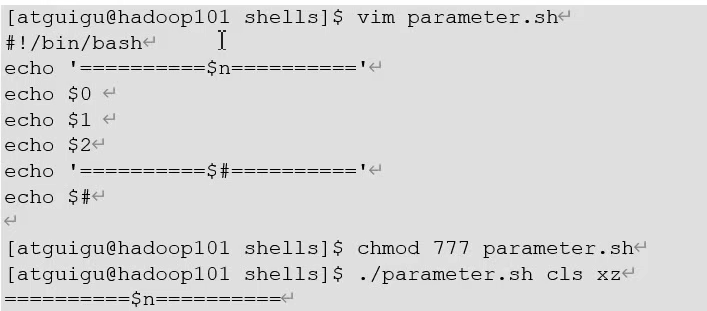 [atguigu@hadoop101 shells]$ vim parameter.sh↵
#!/bin/bash↵
echo '==========$n=========='↵
echo $0 ↵
echo $1 ↵
echo $2↵
echo '==========$#=========='↵
echo $#↵
↵
[atguigu@hadoop101 shells]$ chmod 777 parameter.sh↵
[atguigu@hadoop101 shells]$ ./parameter.sh cls xz↵
==========$n==========↵